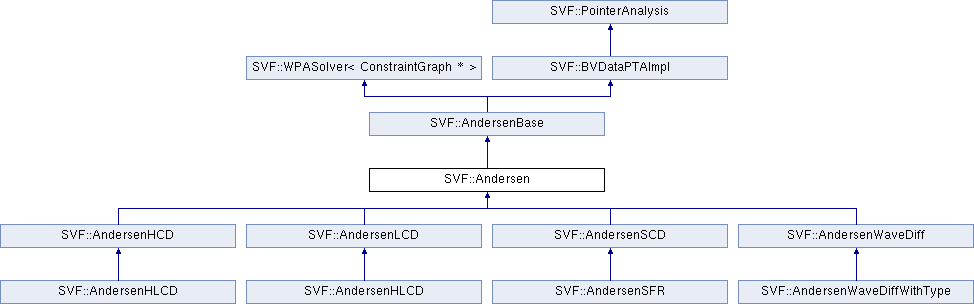 SVF::PointerAnalysis
SVF::WPASolver< ConstraintGraph * >
SVF::BVDataPTAImpl
SVF::AndersenBase
SVF::Andersen
SVF::AndersenHCD
SVF::AndersenLCD
SVF::AndersenSCD
SVF::AndersenWaveDiff
SVF::AndersenHLCD
SVF::AndersenHLCD
SVF::AndersenSFR
SVF::AndersenWaveDiffWithType